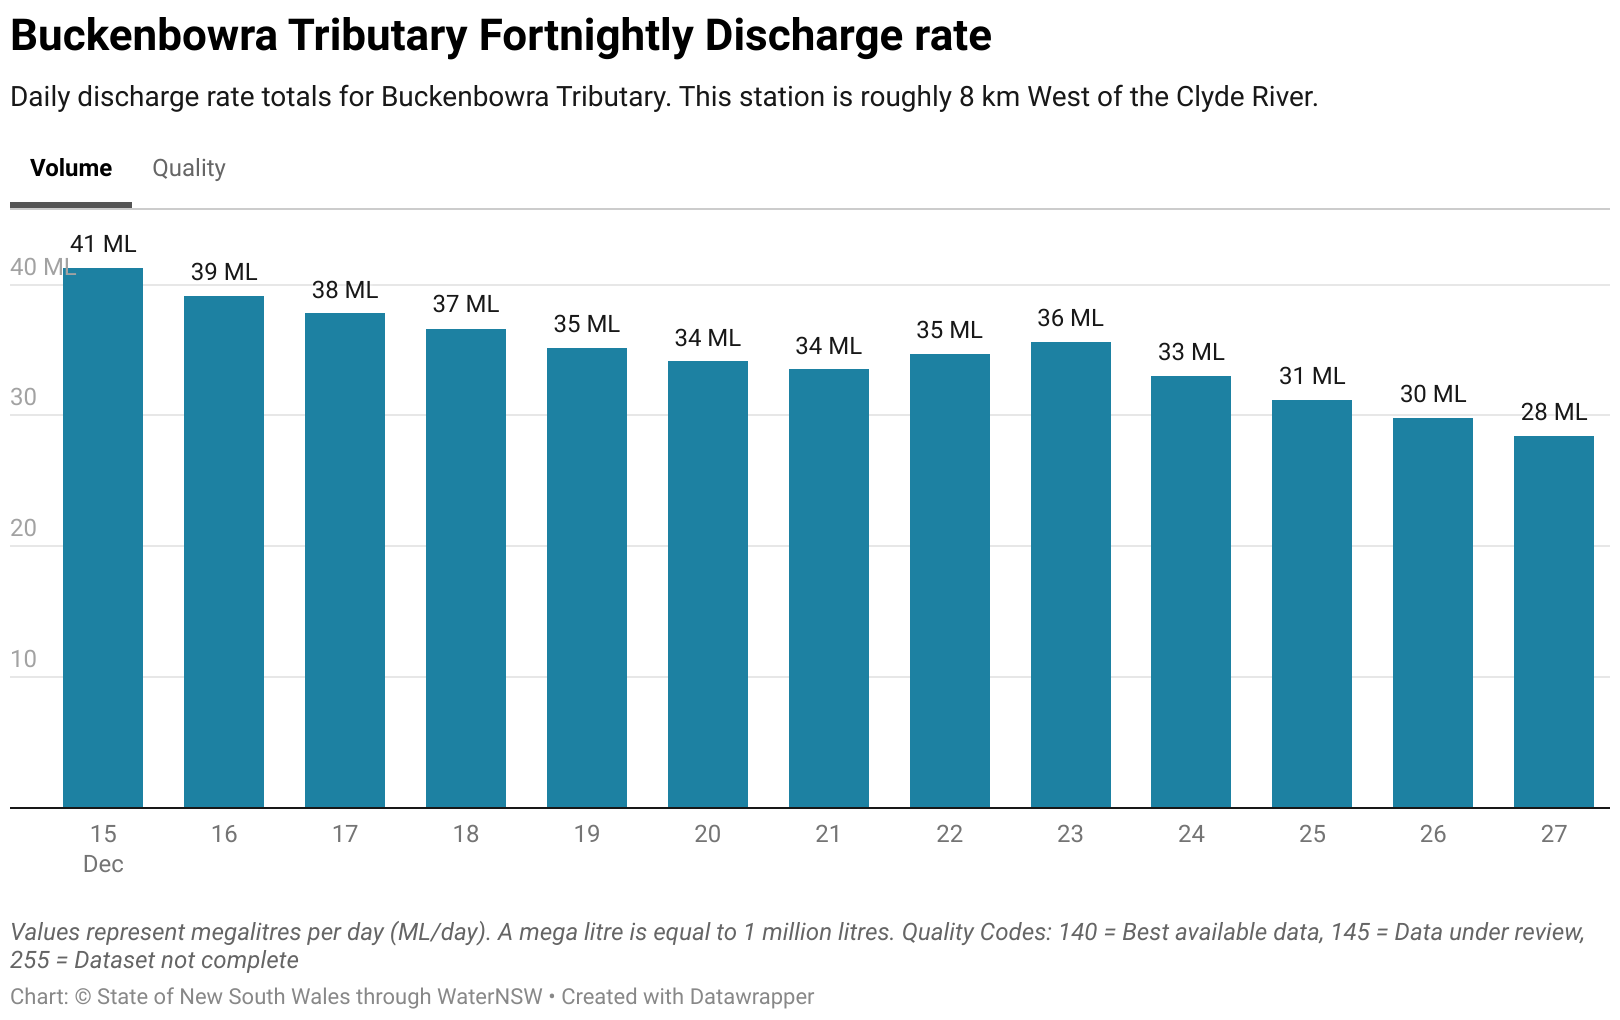 Buckenbowra Tributary Fortnightly Discharge rate
Daily discharge rate totals for Buckenbowra Tributary. This station is roughly 8 km West of the Clyde River.
Volume Quality
41 ML
40 ML
39 ML
38 ML
37 ML
35 ML
34 ML
34 ML
35 ML
36 ML
33 ML
31 ML
30 ML
28 ML
30
20
10
15 16 17 18 19 20 21 22 23 24 25 26 27
Dec
Values represent megalitres per day (ML/day). A mega litre is equal to 1 million litres. Quality Codes: 140 = Best available data, 145 = Data under review,
255 = Dataset not complete
Chart: © State of New South Wales through WaterNSW • Created with Datawrapper